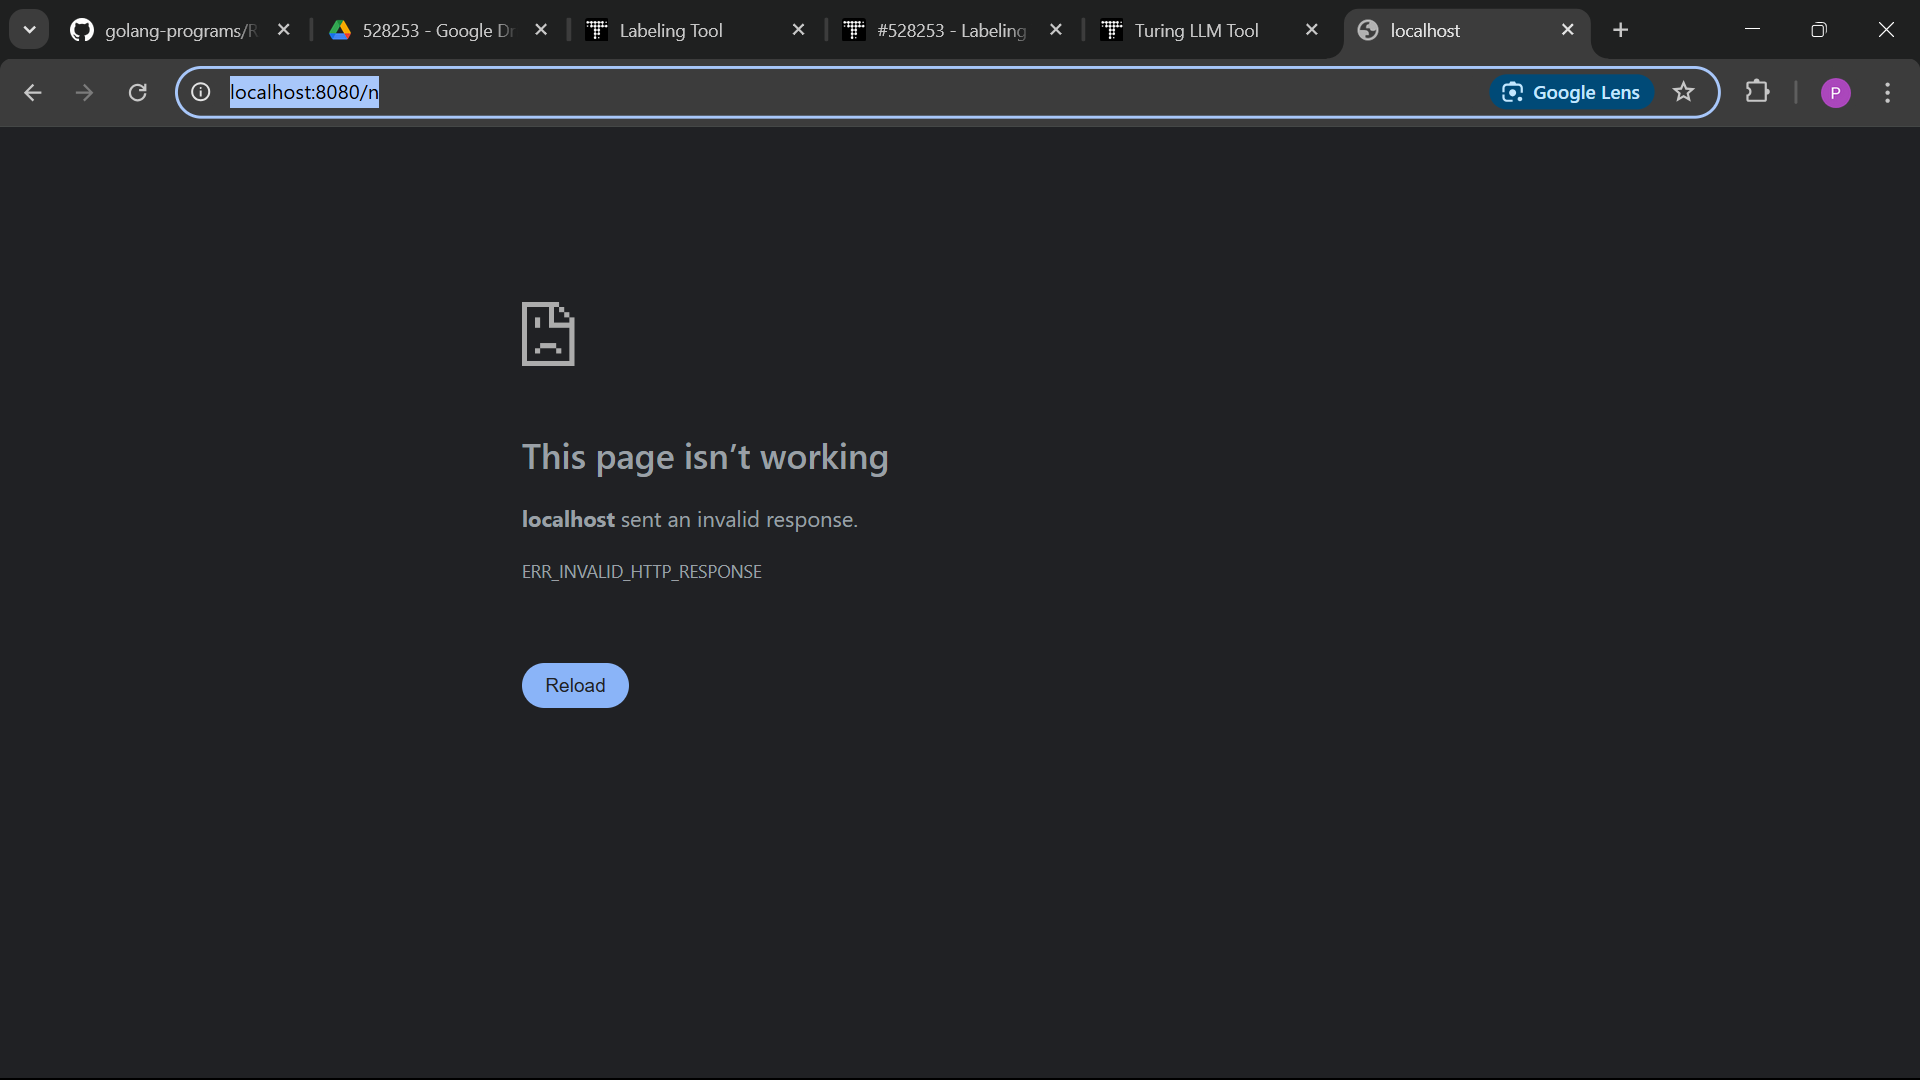 golang-programs/R
528253 - Google Dr
Labeling Tool
#528253 - Labeling
Turing LLM Tool
localhost
localhost:8080/n
Google Lens
P
This page isn’t working
localhost sent an invalid response.
ERR_INVALID_HTTP_RESPONSE
Reload